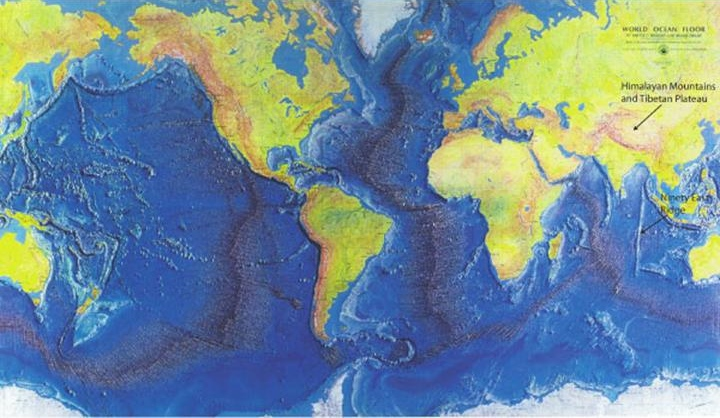 WORLD OCEAN FLOOR
Himalayan Mountains
and Tibetan Plateau
Ninety East
Ridge